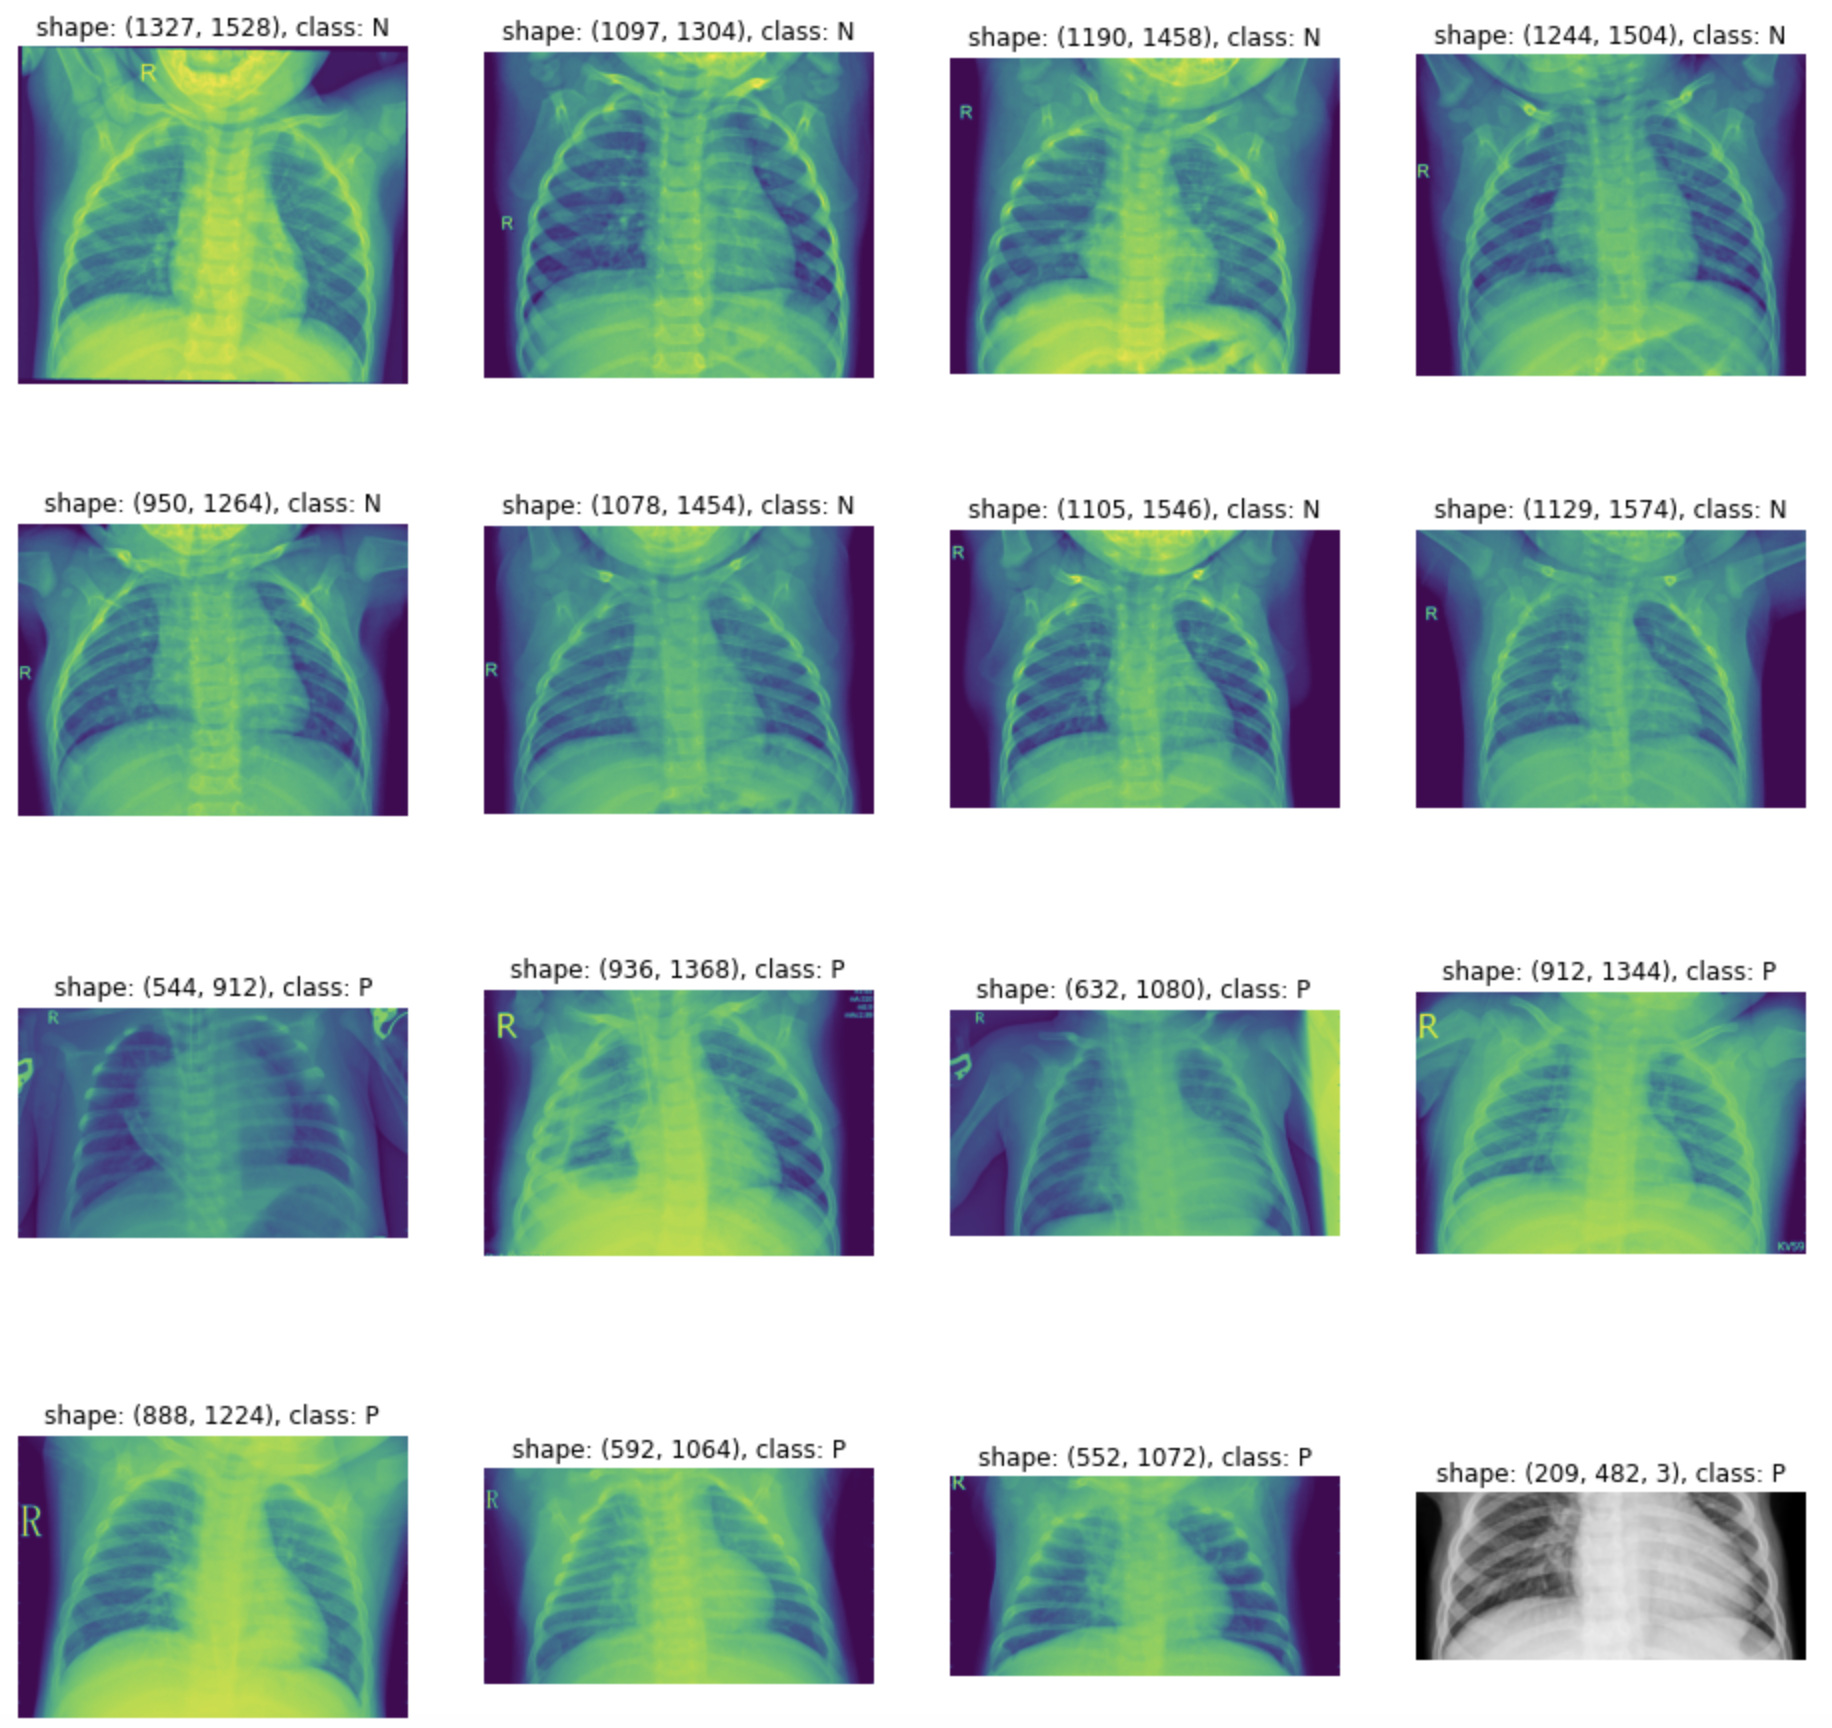 shape: (1327, 1528), class: N
shape: (1097, 1304), class: N
shape: (1190, 1458), class: N
shape: (1244, 1504), class: N
R
R
R
R
shape: (950, 1264), class: N
shape: (1078, 1454), class: N
shape: (1105, 1546), class: N
shape: (1129, 1574), class: N
R
R
R
R
shape: (544, 912), class: P
shape: (936, 1368), class: P
shape: (632, 1080), class: P
shape: (912, 1344), class: P
R
R
R
R
KV59
shape: (888, 1224), class: P
shape: (592, 1064), class: P
shape: (552, 1072), class: P
shape: (209, 482, 3), class: P
R
R
R